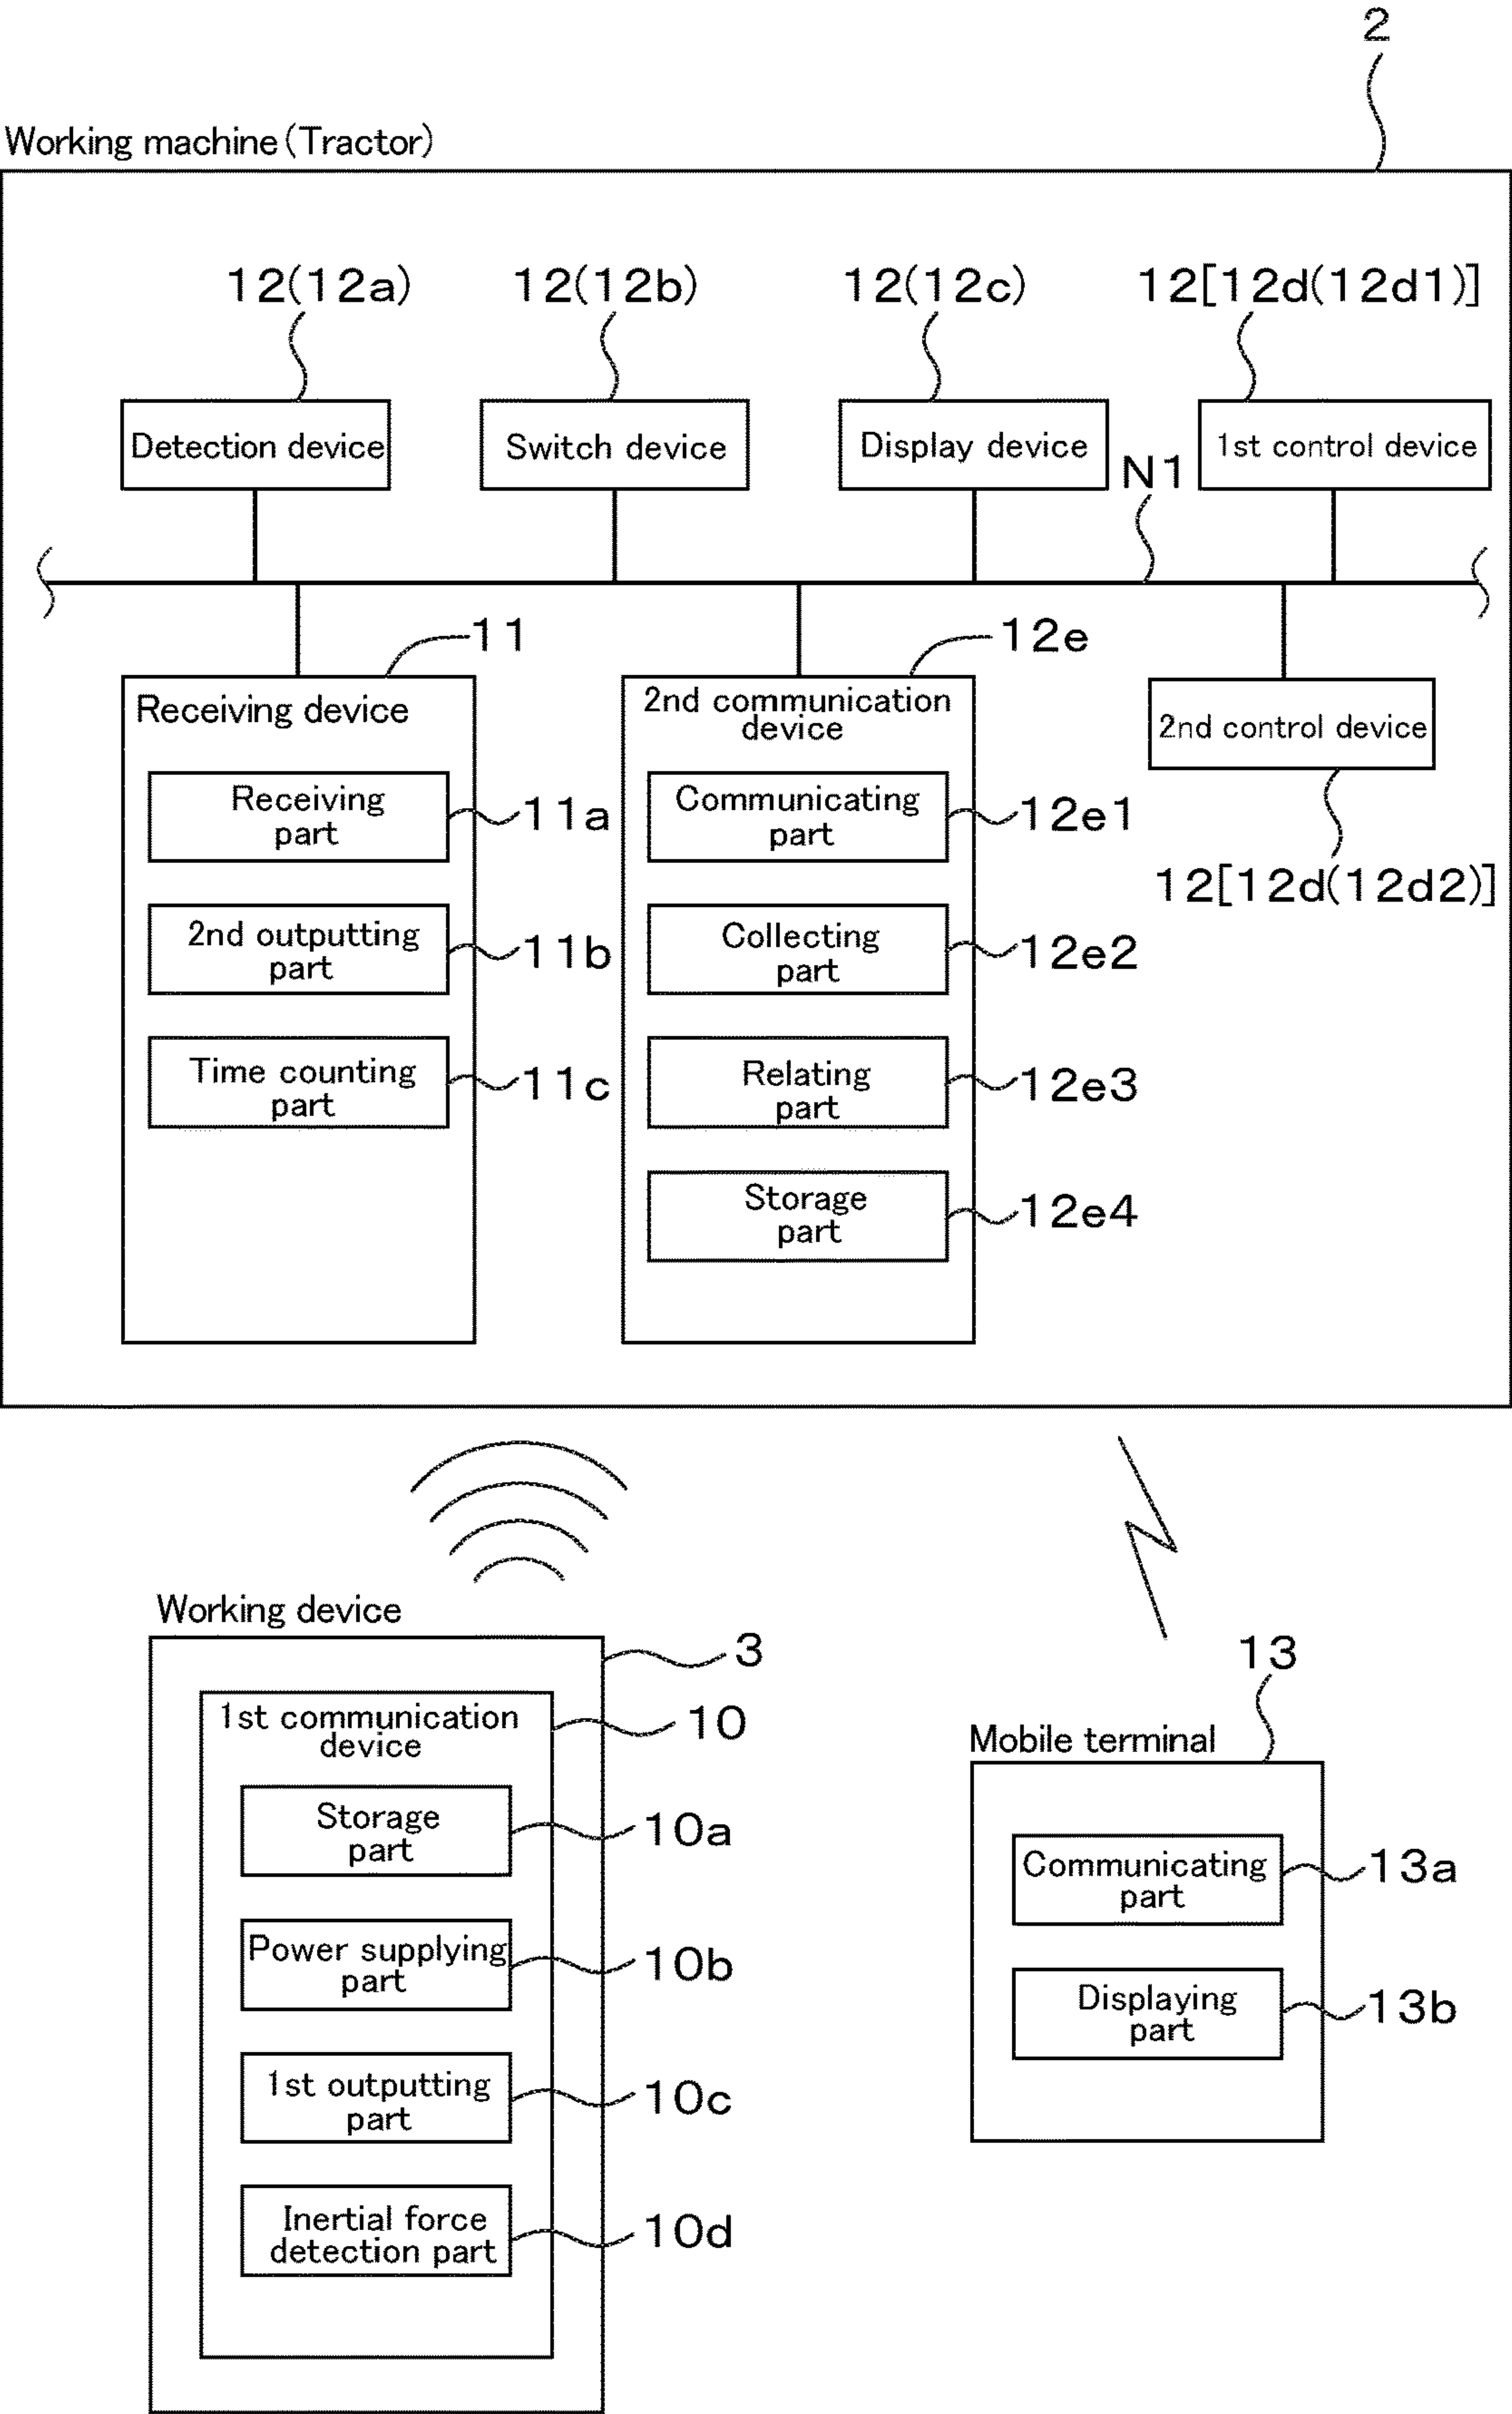 2
Working machine(Tractor)
12(12a)
12(12b)
12(12c)
12[12d(12d1)]
Detection device
Switch device
Display device
1st control device
N1
11
12e
Receiving device
2nd communication
device
2nd control device
Receiving
part
11a
Communicating
part
12e1
12[12d(12d2)]
2nd outputting
part
11b
Collecting
part
12e2
Time counting
part
11c
Relating
part
12e3
Storage
part
12e4
Working device
3
1st communication
device
10
Storage
part
10a
Power supplying
part
10b
1st outputting
part
10c
Inertial force
detection part
10d
13
Mobile terminal
Communicating
part
13a
Displaying
part
13b